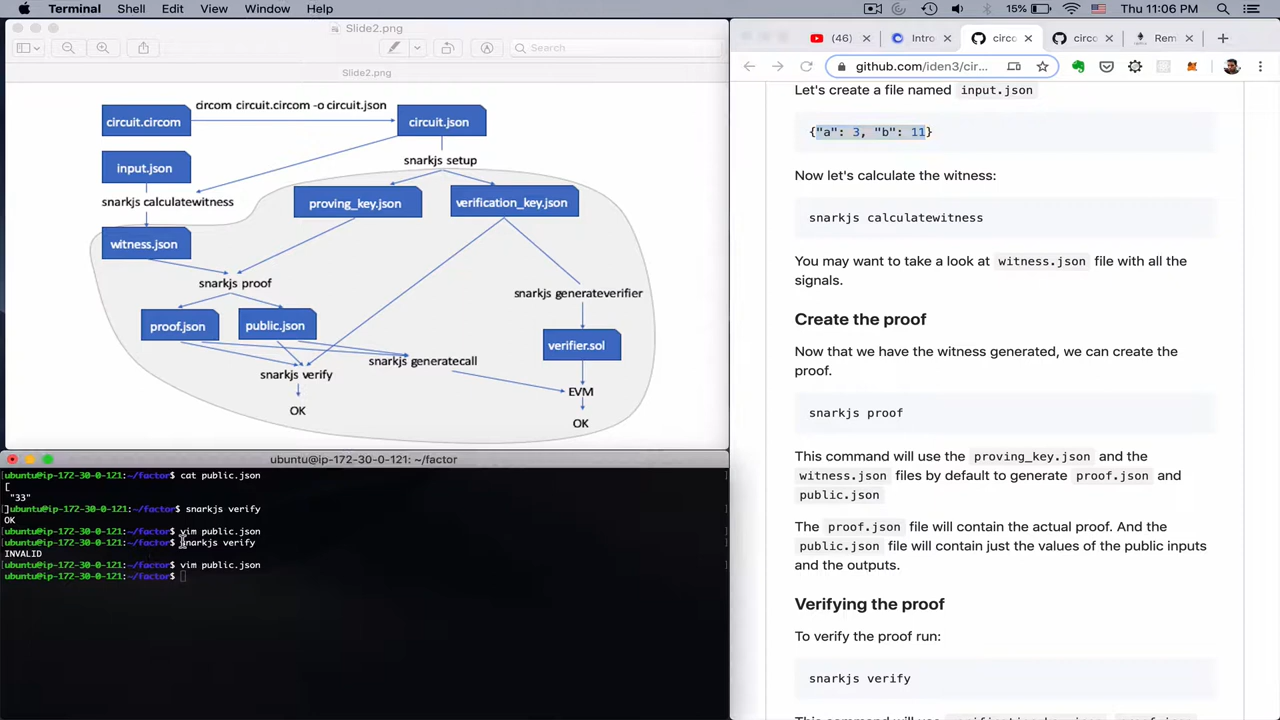 Terminal Shell Edit View Window Help
15% Thu 11:06 PM
Slide2.png
Search
Slide2.png
circom circuit.circom -o circuit.json
circuit.circom
circuit.json
input.json
snarkjs setup
snarkjs calculatewitness
proving_key.json
verification_key.json
witness.json
snarkjs proof
snarkjs generateverifier
proof.json
public.json
verifier.sol
snarkjs generatecall
snarkjs verify
EVM
OK
OK
ubuntu@ip-172-30-0-121: ~/factor
ubuntu@ip-172-30-0-121:~/factor$ cat public.json
[
"33"
]ubuntu@ip-172-30-0-121:~/factor$ snarkjs verify
OK
ubuntu@ip-172-30-0-121:~/factor$ vim public.json
ubuntu@ip-172-30-0-121:~/factor$ snarkjs verify
INVALID
ubuntu@ip-172-30-0-121:~/factor$ vim public.json
ubuntu@ip-172-30-0-121:~/factor$
(46) Intro circo circo Rem
github.com/iden3/cir...
Let's create a file named input.json
{"a": 3, "b": 11}
Now let's calculate the witness:
snarkjs calculatewitness
You may want to take a look at witness.json file with all the
signals.
Create the proof
Now that we have the witness generated, we can create the
proof.
snarkjs proof
This command will use the proving_key.json and the
witness.json files by default to generate proof.json and
public.json
The proof.json file will contain the actual proof. And the
public.json file will contain just the values of the public inputs
and the outputs.
Verifying the proof
To verify the proof run:
snarkjs verify